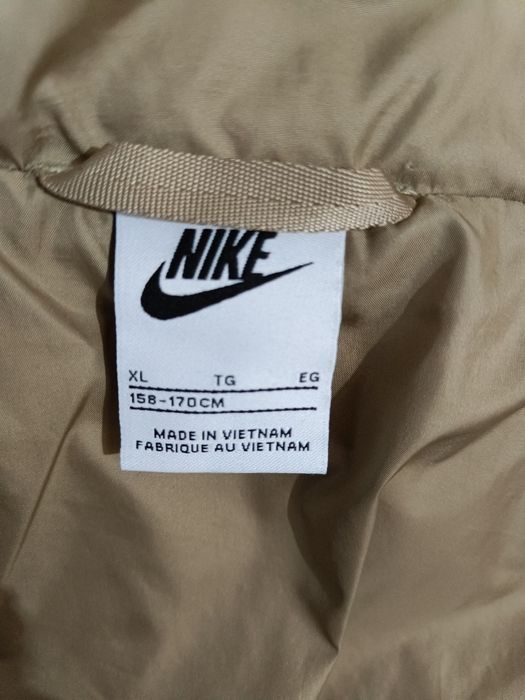 NIKE
XL TG EG
158-170CM
MADE IN VIETNAM
FABRIQUE AU VIETNAM